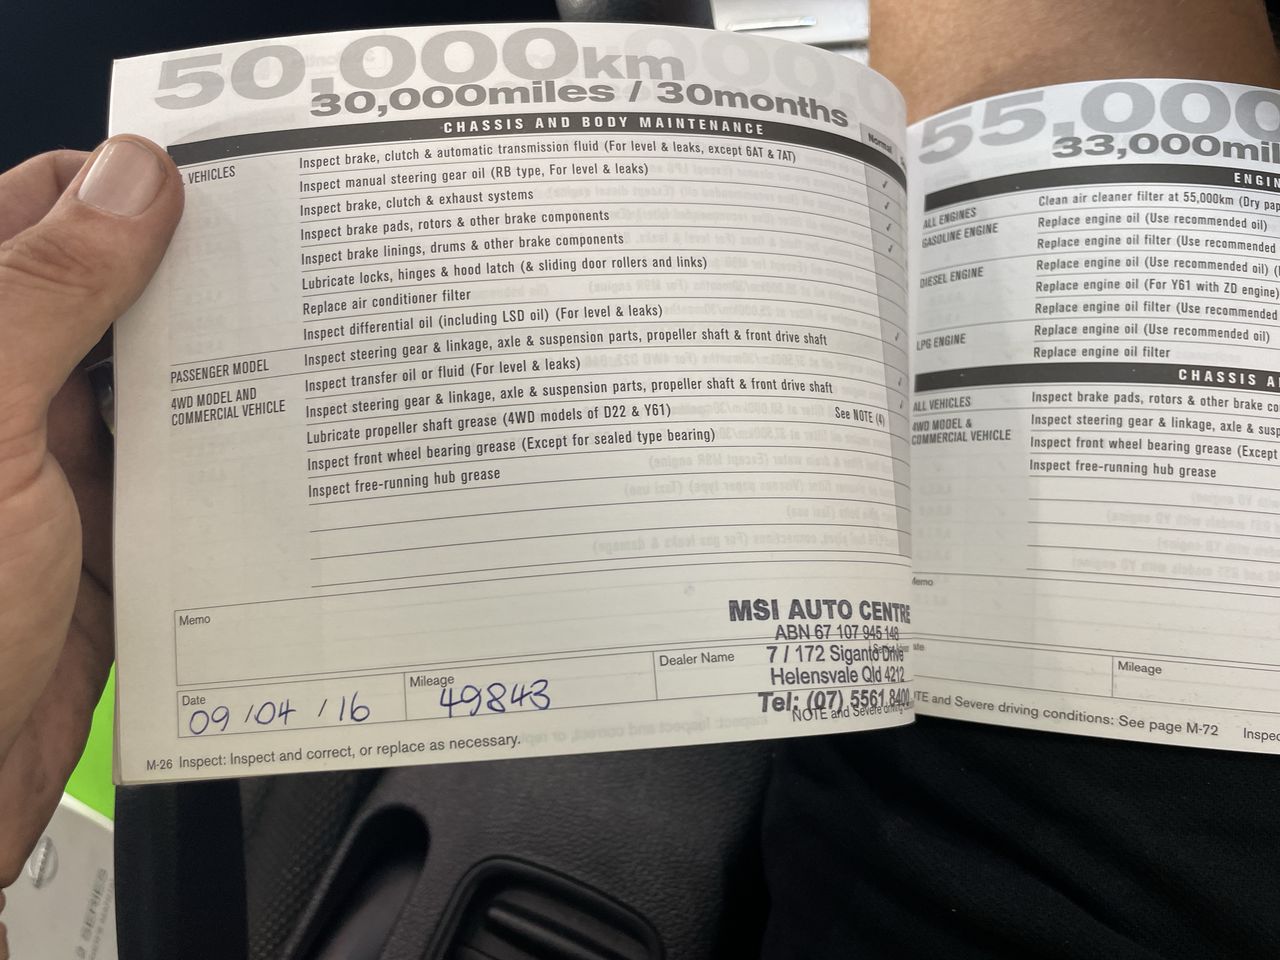 50,000km
30,000miles / 30months
CHASSIS AND BODY MAINTENANCE
Normal
VEHICLES
Inspect brake, clutch & automatic transmission fluid (For level & leaks, except 6AT & 7AT)
Inspect manual steering gear oil (RB type, For level & leaks)
Inspect brake, clutch & exhaust systems
Inspect brake pads, rotors & other brake components
Inspect brake linings, drums & other brake components
Lubricate locks, hinges & hood latch (& sliding door rollers and links)
Replace air conditioner filter
Inspect differential oil (including LSD oil) (For level & leaks)
PASSENGER MODEL
Inspect steering gear & linkage, axle & suspension parts, propeller shaft & front drive shaft
4WD MODEL AND
COMMERCIAL VEHICLE
Inspect transfer oil or fluid (For level & leaks)
Inspect steering gear & linkage, axle & suspension parts, propeller shaft & front drive shaft
Lubricate propeller shaft grease (4WD models of D22 & Y61)
See NOTE (4)
Inspect front wheel bearing grease (Except for sealed type bearing)
Inspect free-running hub grease
Memo
Date
09 / 04 / 16
Mileage
49843
Dealer Name
MSI AUTO CENTRE
ABN 67 107 945 148
7 / 172 Siganto Drive
Helensvale Qld 4212
Tel: (07) 5561 8400
NOTE and Severe
M-26 Inspect: Inspect and correct, or replace as necessary.
55,000
33,000mil
ENGIN
ALL ENGINES
Clean air cleaner filter at 55,000km (Dry pap
GASOLINE ENGINE
Replace engine oil (Use recommended oil)
Replace engine oil filter (Use recommended
DIESEL ENGINE
Replace engine oil (Use recommended oil) (
Replace engine oil (For Y61 with ZD engine)
Replace engine oil filter (Use recommended
LPG ENGINE
Replace engine oil (Use recommended oil)
Replace engine oil filter
CHASSIS A
ALL VEHICLES
Inspect brake pads, rotors & other brake co
4WD MODEL &
COMMERCIAL VEHICLE
Inspect steering gear & linkage, axle & susp
Inspect front wheel bearing grease (Except
Inspect free-running hub grease
Memo
Mileage
and Severe driving conditions: See page M-72
Inspec